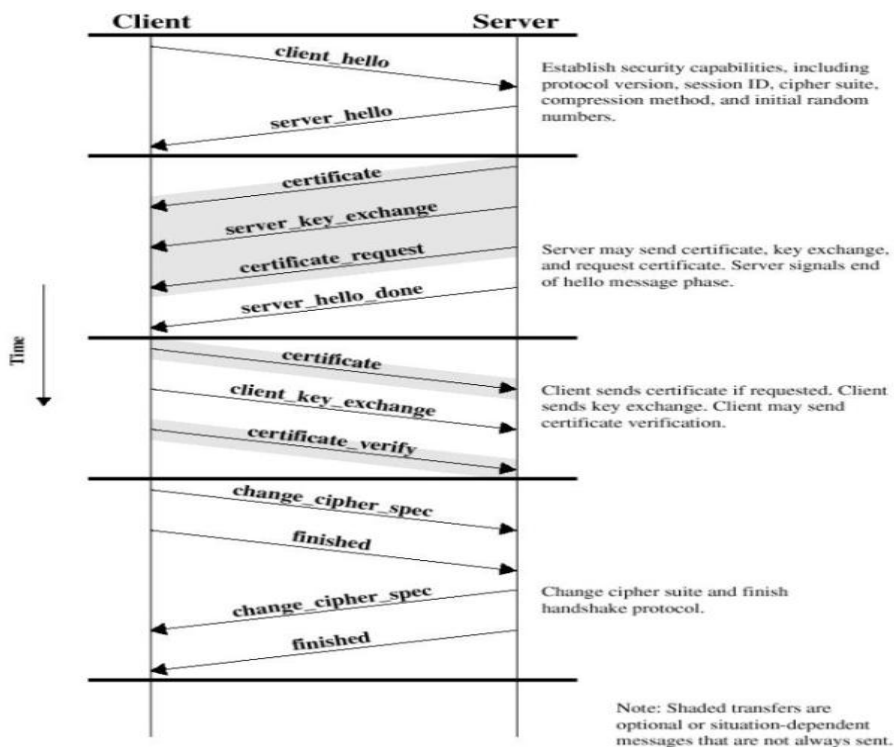 Client Server
client_hello
Establish security capabilities, including
protocol version, session ID, cipher suite,
compression method, and initial random
numbers.
server_hello
certificate
server_key_exchange
certificate_request
Server may send certificate, key exchange,
and request certificate. Server signals end
of hello message phase.
server_hello_done
Time
certificate
client_key_exchange
Client sends certificate if requested. Client
sends key exchange. Client may send
certificate verification.
certificate_verify
change_cipher_spec
finished
change_cipher_spec
Change cipher suite and finish
handshake protocol.
finished
Note: Shaded transfers are
optional or situation-dependent
messages that are not always sent.